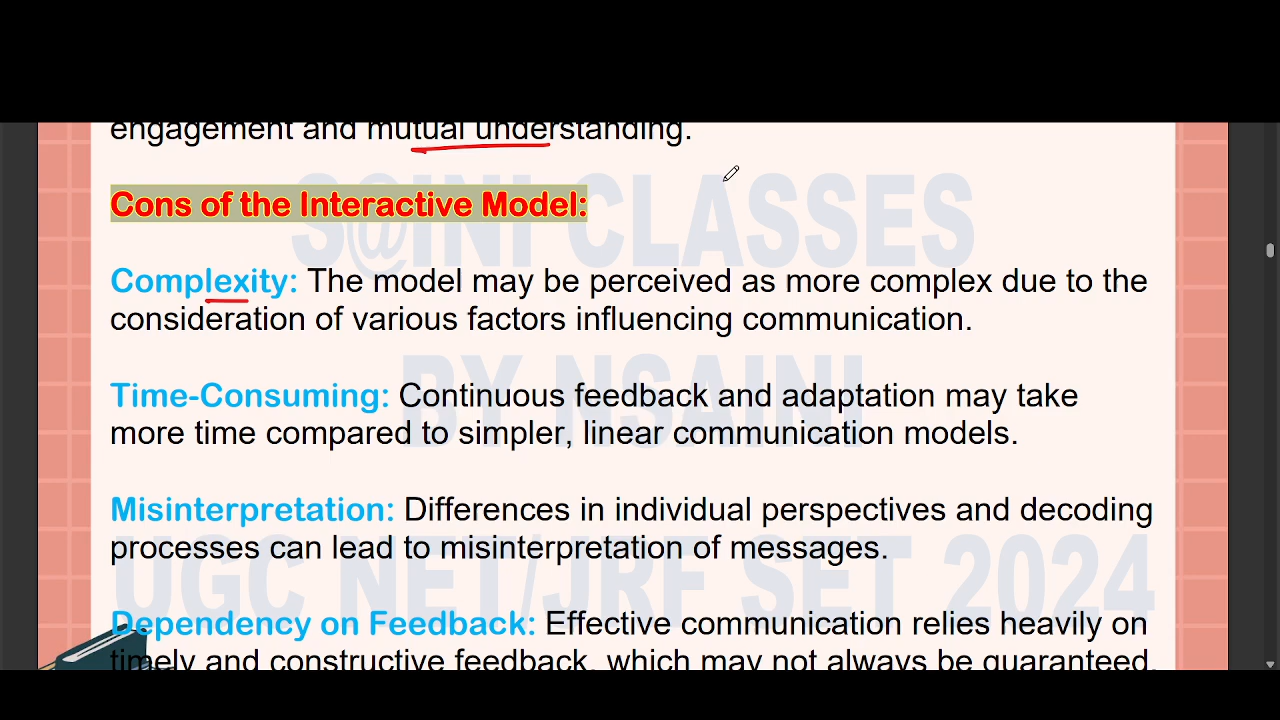 engagement and mutual understanding.
S@INI CLASSES
Cons of the Interactive Model:
Complexity: The model may be perceived as more complex due to the
consideration of various factors influencing communication.
BY NSAINI
Time-Consuming: Continuous feedback and adaptation may take
more time compared to simpler, linear communication models.
Misinterpretation: Differences in individual perspectives and decoding
processes can lead to misinterpretation of messages.
UGC NET/JRF SET 2024
Dependency on Feedback: Effective communication relies heavily on
timely and constructive feedback, which may not always be guaranteed.